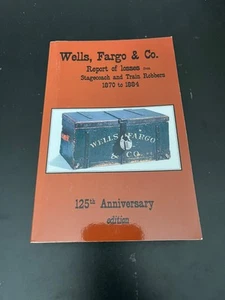 Wells, Fargo & Co.
Report of losses from
Stagecoach and Train Robbers
1870 to 1884
WELLS FARGO
& CO.
125th Anniversary
edition